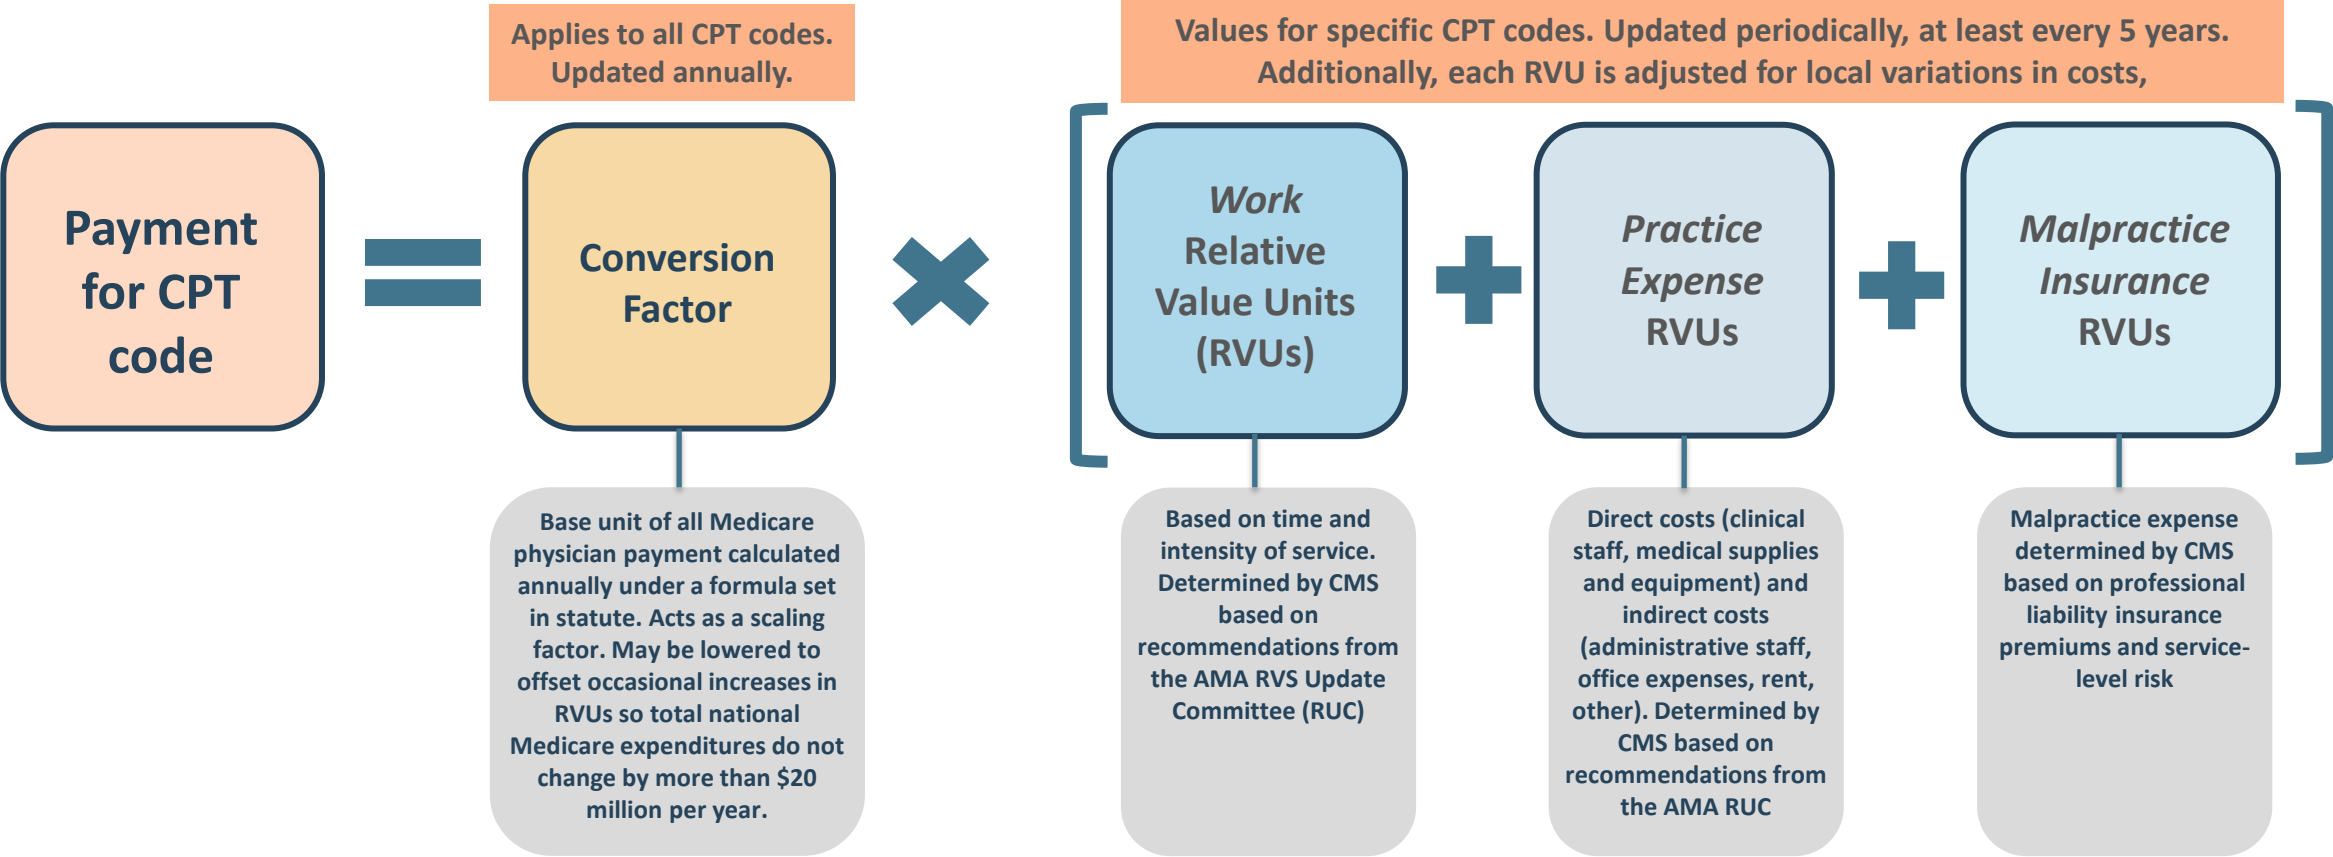 Applies to all CPT codes.
Updated annually.
Values for specific CPT codes. Updated periodically, at least every 5 years.
Additionally, each RVU is adjusted for local variations in costs,
Payment
for CPT
code
Conversion
Factor
Work
Relative
Value Units
(RVUs)
Practice
Expense
RVUs
Malpractice
Insurance
RVUs
Base unit of all Medicare
physician payment calculated
annually under a formula set
in statute. Acts as a scaling
factor. May be lowered to
offset occasional increases in
RVUs so total national
Medicare expenditures do not
change by more than $20
million per year.
Based on time and
intensity of service.
Determined by CMS
based on
recommendations from
the AMA RVS Update
Committee (RUC)
Direct costs (clinical
staff, medical supplies
and equipment) and
indirect costs
(administrative staff,
office expenses, rent,
other). Determined by
CMS based on
recommendations from
the AMA RUC
Malpractice expense
determined by CMS
based on professional
liability insurance
premiums and service-
level risk